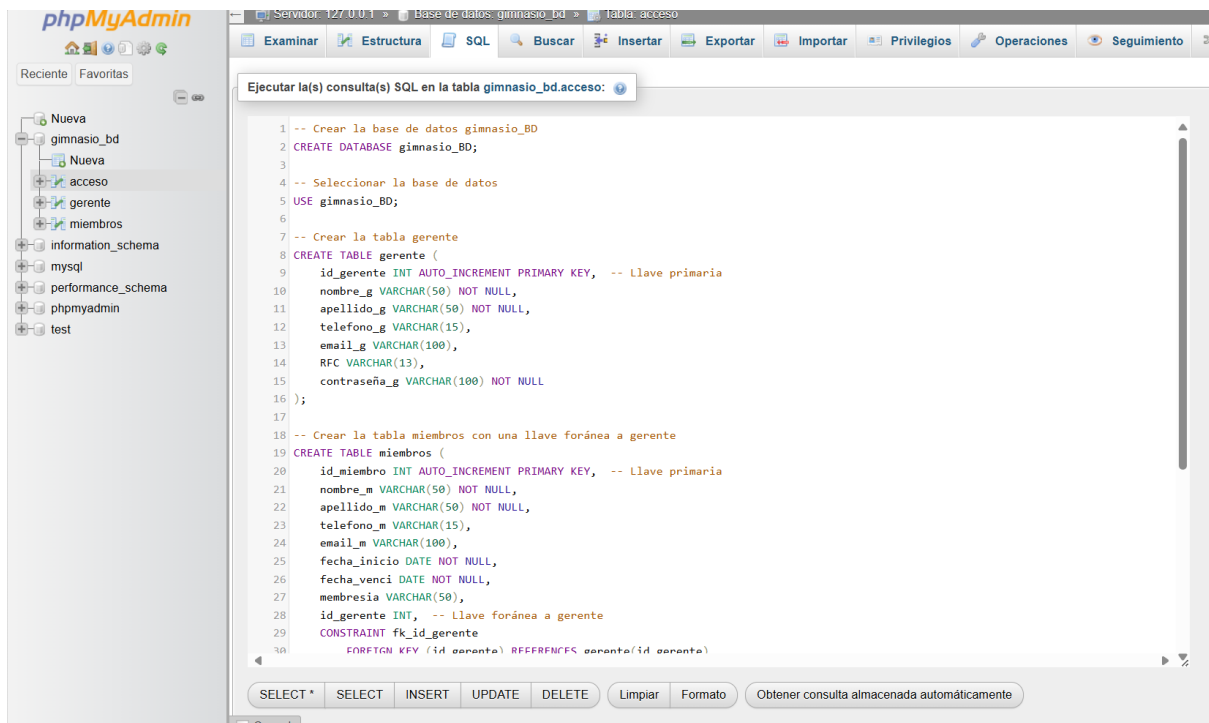 phpMyAdmin
Reciente Favoritas
Nueva
gimnasio_bd
Nueva
acceso
gerente
miembros
information_schema
mysql
performance_schema
phpmyadmin
test
Servidor: 127.0.0.1 » Base de datos: gimnasio_bd » Tabla: acceso
Examinar Estructura SQL Buscar Insertar Exportar Importar Privilegios Operaciones Seguimiento
Ejecutar la(s) consulta(s) SQL en la tabla gimnasio_bd.acceso:
1 -- Crear la base de datos gimnasio_BD
2 CREATE DATABASE gimnasio_BD;
3
4 -- Seleccionar la base de datos
5 USE gimnasio_BD;
6
7 -- Crear la tabla gerente
8 CREATE TABLE gerente (
9 id_gerente INT AUTO_INCREMENT PRIMARY KEY, -- Llave primaria
10 nombre_g VARCHAR(50) NOT NULL,
11 apellido_g VARCHAR(50) NOT NULL,
12 telefono_g VARCHAR(15),
13 email_g VARCHAR(100),
14 RFC VARCHAR(13),
15 contraseña_g VARCHAR(100) NOT NULL
16 );
17
18 -- Crear la tabla miembros con una llave foránea a gerente
19 CREATE TABLE miembros (
20 id_miembro INT AUTO_INCREMENT PRIMARY KEY, -- Llave primaria
21 nombre_m VARCHAR(50) NOT NULL,
22 apellido_m VARCHAR(50) NOT NULL,
23 telefono_m VARCHAR(15),
24 email_m VARCHAR(100),
25 fecha_inicio DATE NOT NULL,
26 fecha_venci DATE NOT NULL,
27 membresia VARCHAR(50),
28 id_gerente INT, -- Llave foránea a gerente
29 CONSTRAINT fk_id_gerente
30 FOREIGN KEY (id_gerente) REFERENCES gerente(id_gerente)
SELECT * SELECT INSERT UPDATE DELETE Limpiar Formato Obtener consulta almacenada automáticamente